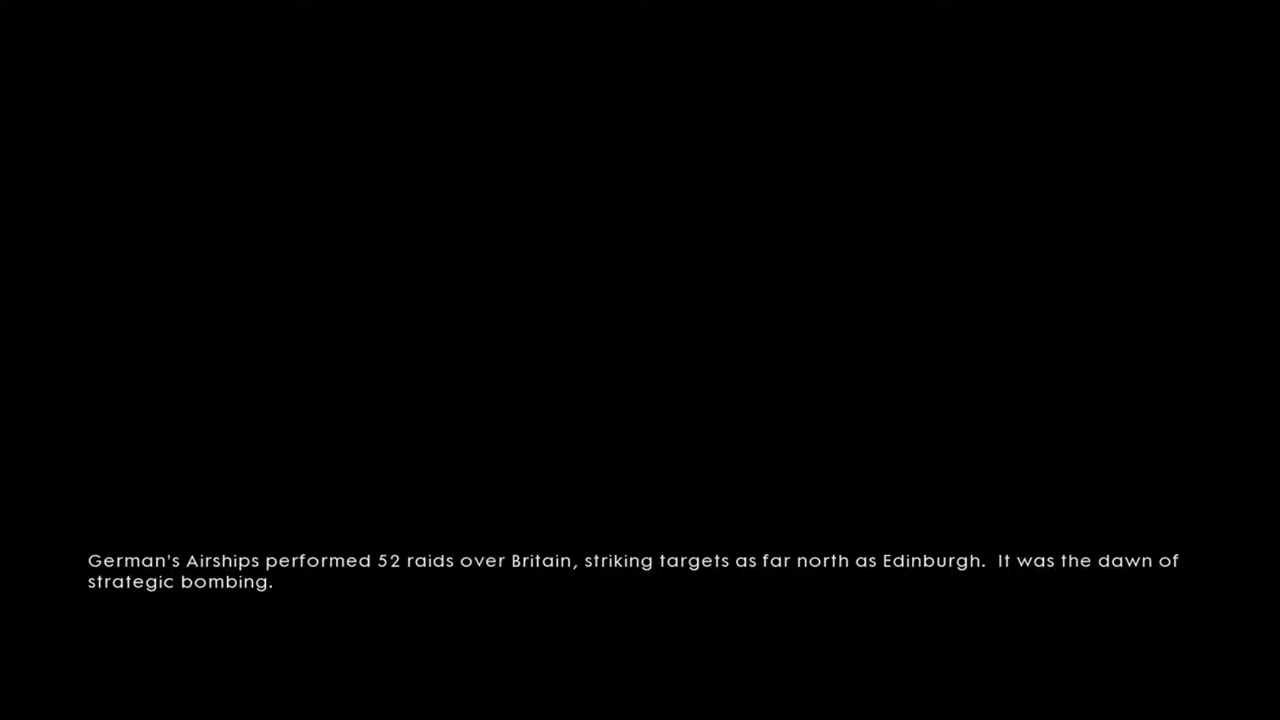 German's Airships performed 52 raids over Britain, striking targets as far north as Edinburgh.  It was the dawn of
strategic bombing.